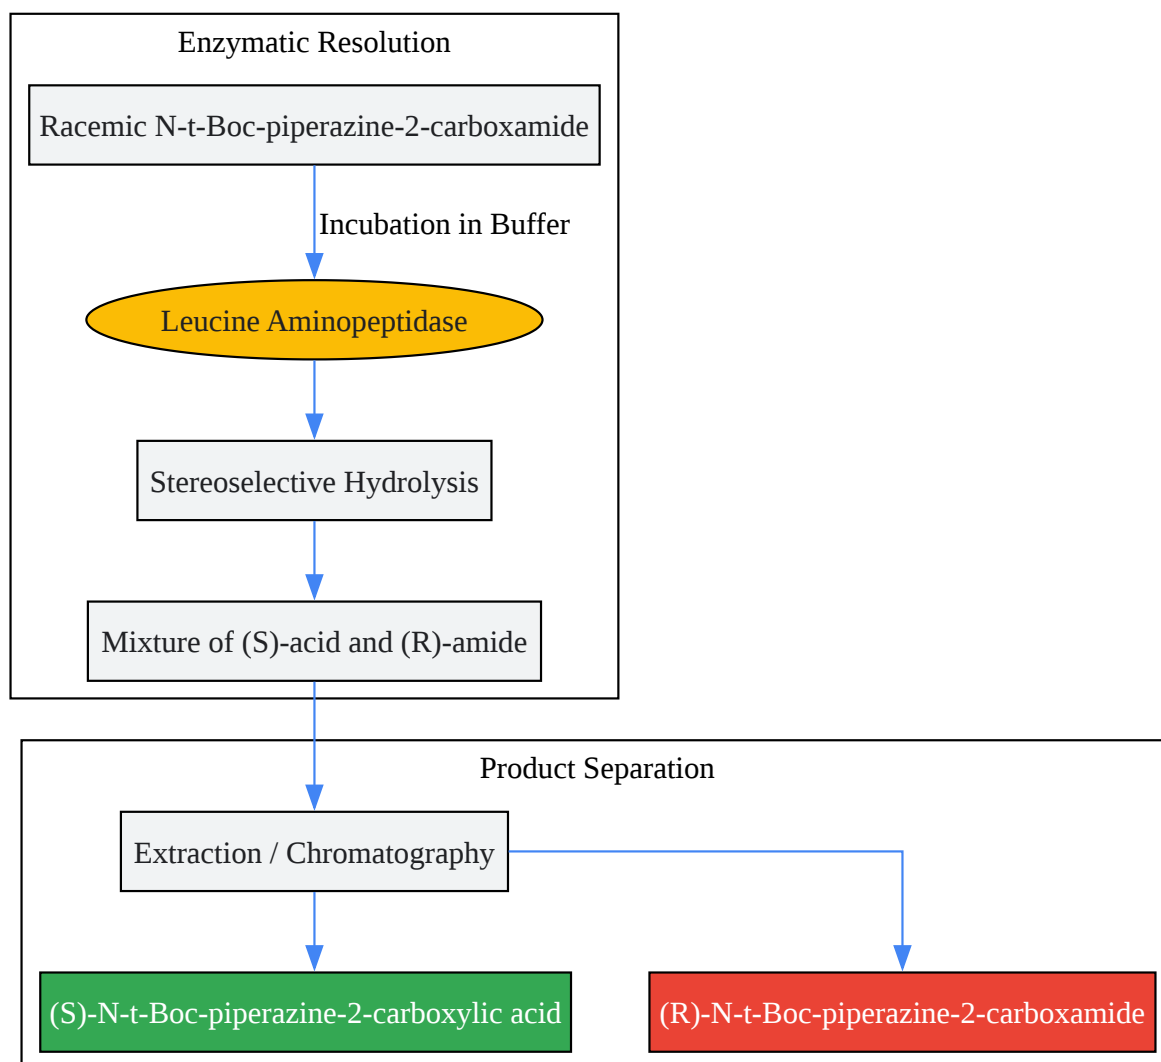 Enzymatic Resolution
Racemic N-t-Boc-piperazine-2-carboxamide
Incubation in Buffer
Leucine Aminopeptidase
Stereoselective Hydrolysis
Mixture of (S)-acid and (R)-amide
Product Separation
Extraction / Chromatography
(S)-N-t-Boc-piperazine-2-carboxylic acid
(R)-N-t-Boc-piperazine-2-carboxamide